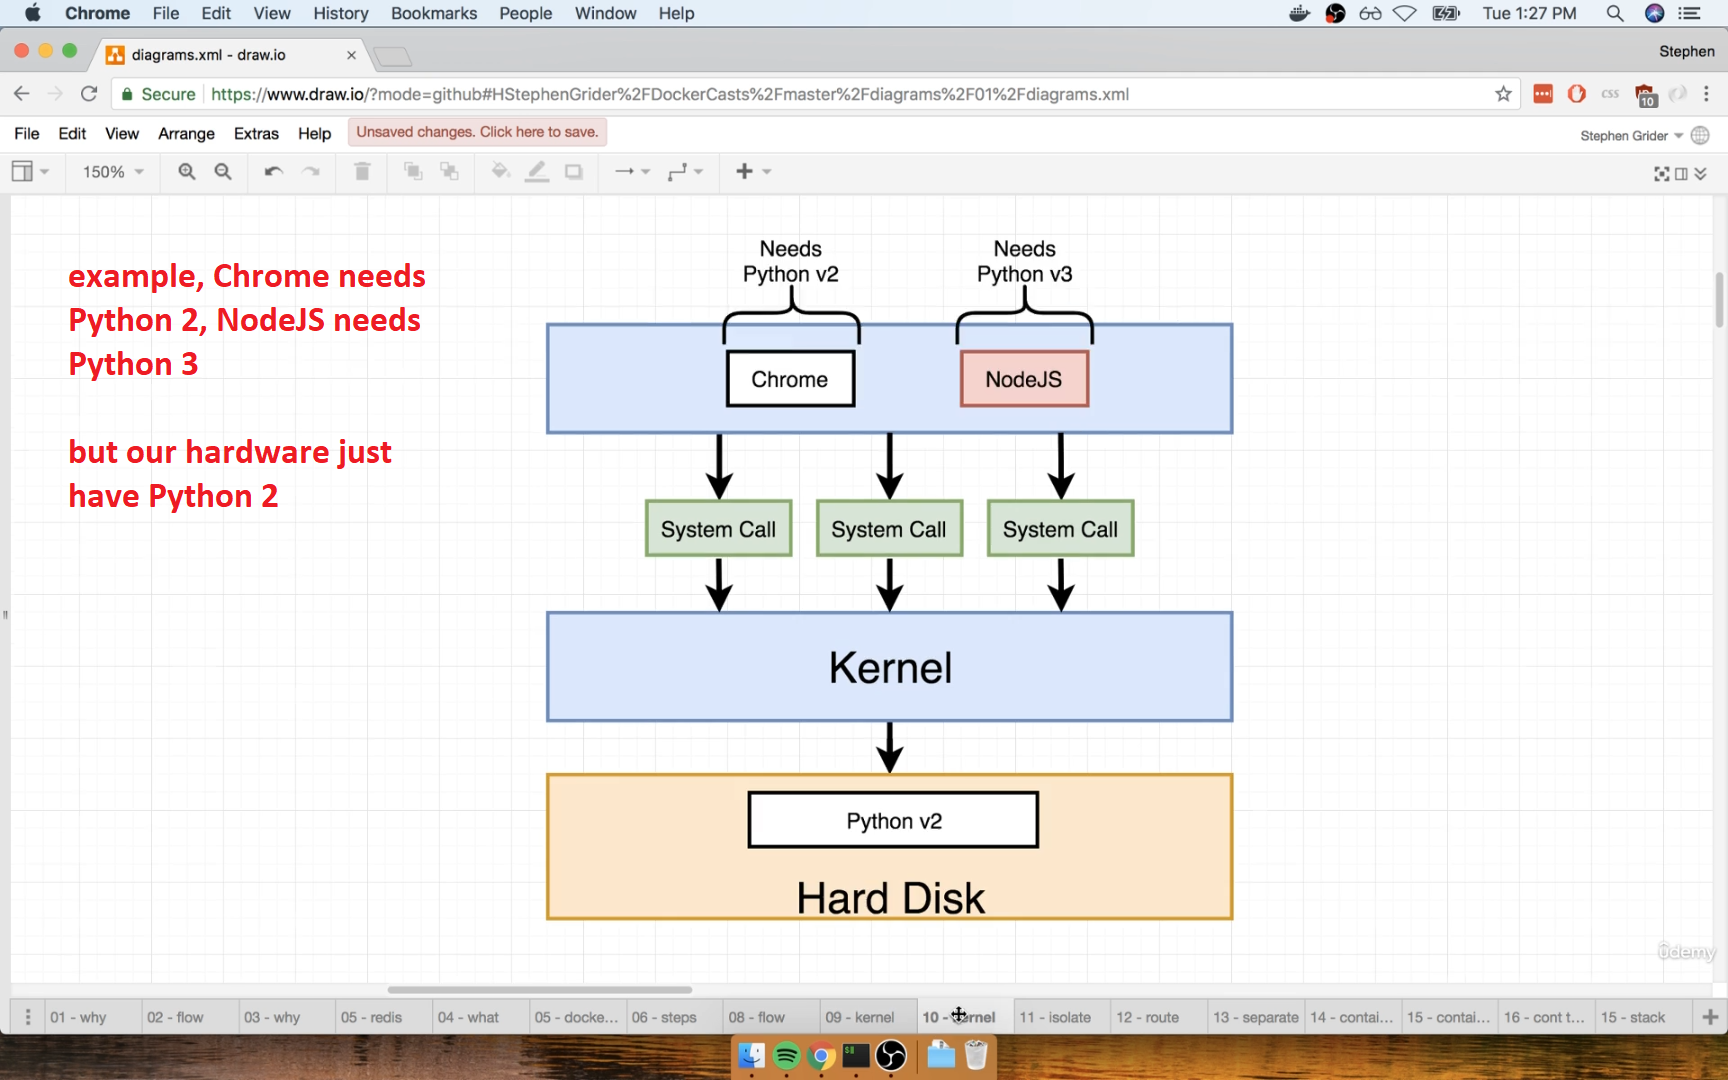 Chrome File Edit View History Bookmarks People Window Help Tue 1:27 PM
diagrams.xml - draw.io Stephen
Secure https://www.draw.io/?mode=github#HStephenGrider%2FDockerCasts%2Fmaster%2Fdiagrams%2F01%2Fdiagrams.xml CSS 10
File Edit View Arrange Extras Help Unsaved changes. Click here to save. Stephen Grider
150%
example, Chrome needs
Python 2, NodeJS needs
Python 3
but our hardware just
have Python 2
Needs
Python v2
Needs
Python v3
Chrome
NodeJS
System Call
System Call
System Call
Kernel
Python v2
Hard Disk
ûdemy
01 - why 02 - flow 03 - why 05 - redis 04 - what 05 - docke... 06 - steps 08 - flow 09 - kernel 10 - kernel 11 - isolate 12 - route 13 - separate 14 - contai... 15 - contai... 16 - cont t... 15 - stack